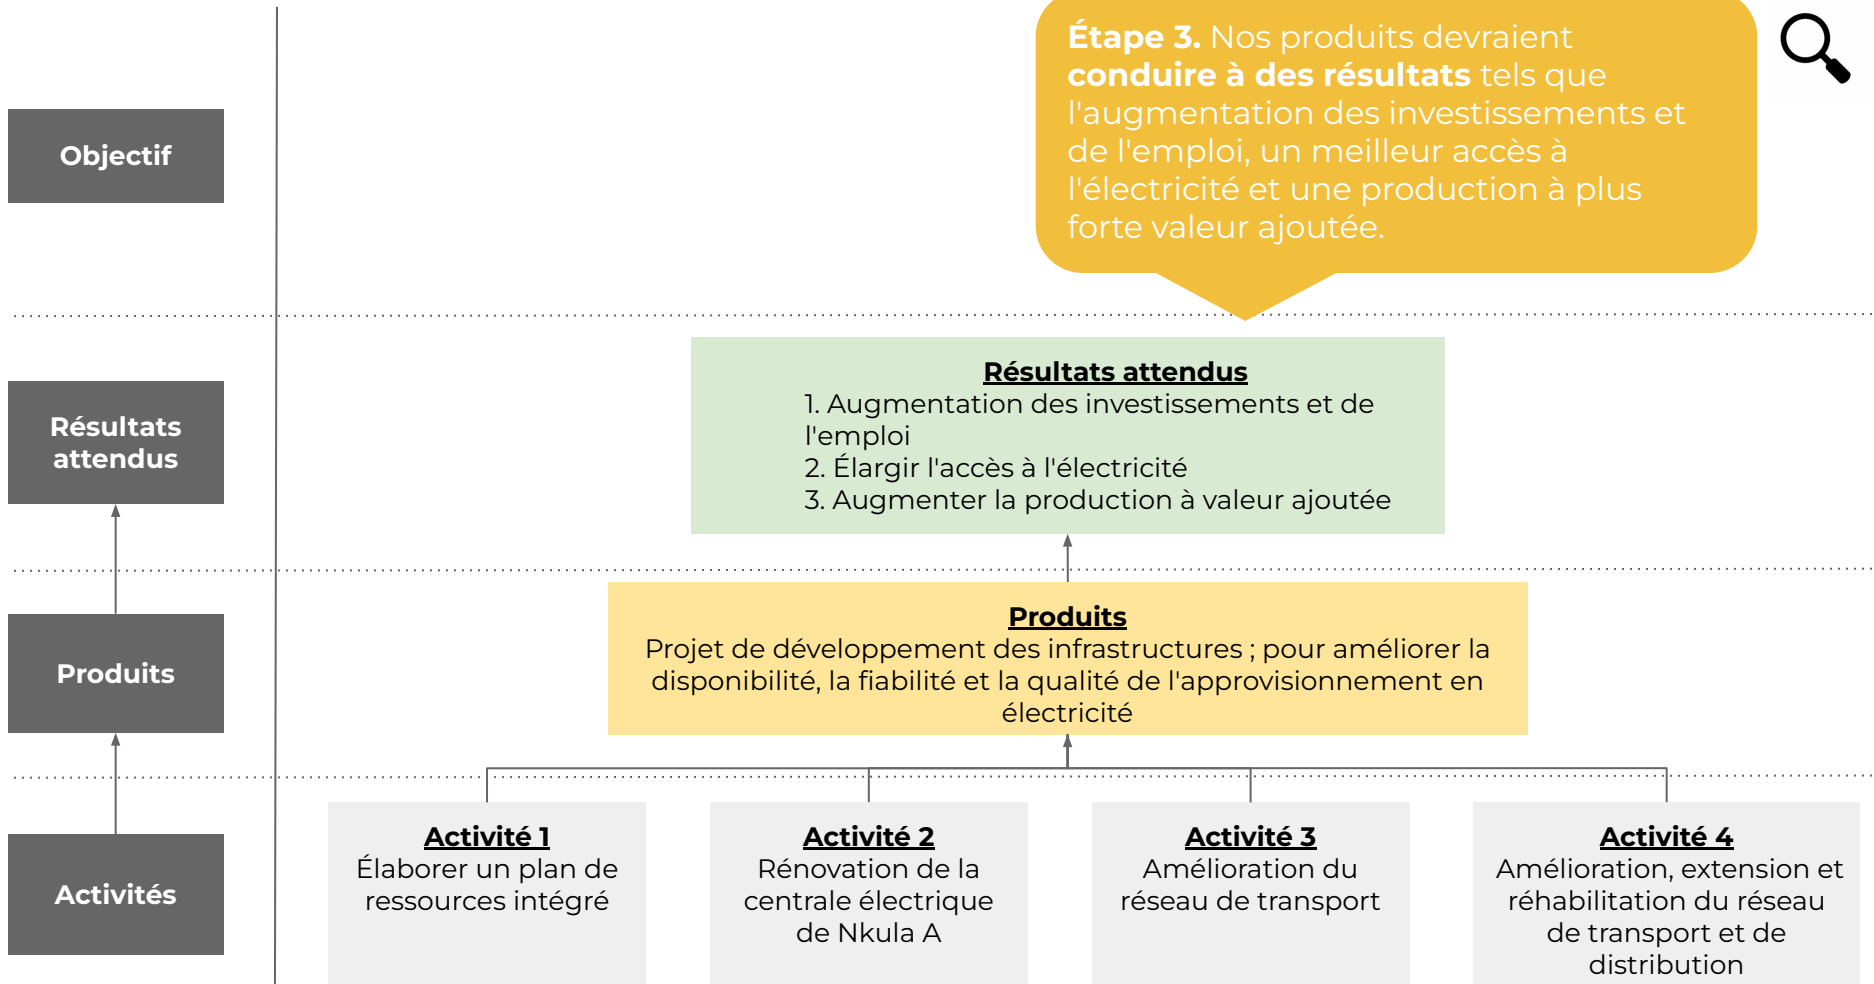 Étape 3. Nos produits devraient
conduire à des résultats tels que
l'augmentation des investissements et
de l'emploi, un meilleur accès à
l'électricité et une production à plus
forte valeur ajoutée.
Objectif
Résultats
attendus
Résultats attendus
1. Augmentation des investissements et de
l'emploi
2. Élargir l'accès à l'électricité
3. Augmenter la production à valeur ajoutée
Produits
Produits
Projet de développement des infrastructures ; pour améliorer la
disponibilité, la fiabilité et la qualité de l'approvisionnement en
électricité
Activités
Activité 1
Élaborer un plan de
ressources intégré
Activité 2
Rénovation de la
centrale électrique
de Nkula A
Activité 3
Amélioration du
réseau de transport
Activité 4
Amélioration, extension et
réhabilitation du réseau
de transport et de
distribution